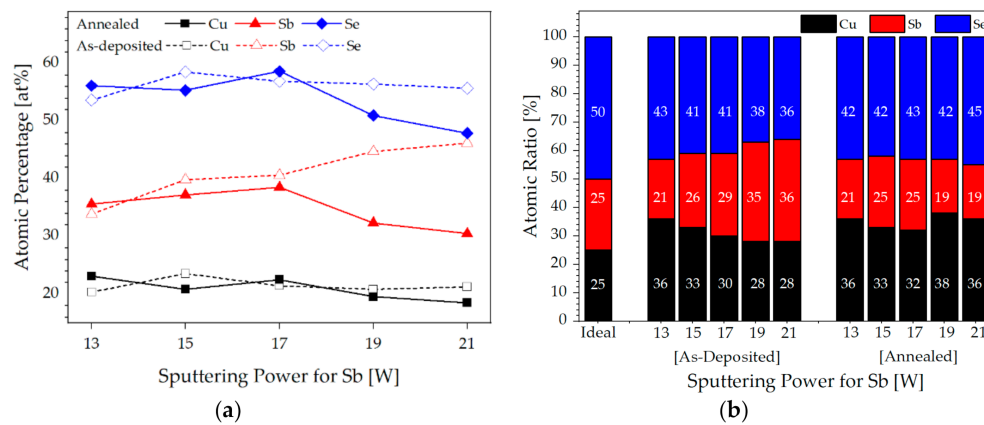 Annealed Cu Sb Se
As-deposited Cu Sb Se
Atomic Percentage [at%]
60
50
40
30
20
13 15 17 19 21
Sputtering Power for Sb [W]
(a)
Cu Sb Se
Atomic Ratio [%]
100
90
80
70
60
50
40
30
20
10
0
50 43 41 41 38 36 42 42 43 42 45
25 21 26 29 35 36 21 25 25 19 19
25 36 33 30 28 28 36 33 32 38 36
Ideal 13 15 17 19 21 13 15 17 19 21
[As-Deposited] [Annealed]
Sputtering Power for Sb [W]
(b)